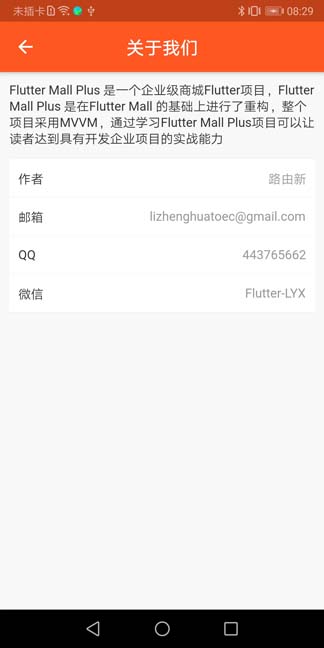 未插卡 08:29
关于我们
Flutter Mall Plus 是一个企业级商城Flutter项目，Flutter
Mall Plus 是在Flutter Mall 的基础上进行了重构，整个
项目采用MVVM，通过学习Flutter Mall Plus项目可以让
读者达到具有开发企业项目的实战能力
作者 路由新
邮箱 lizhenghuatoec@gmail.com
QQ 443765662
微信 Flutter-LYX